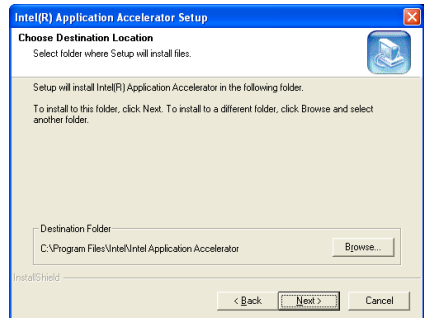 Intel(R) Application Accelerator Setup
Choose Destination Location
Select folder where Setup will install files.
Setup will install Intel(R) Application Accelerator in the following folder.
To install to this folder, click Next. To install to a different folder, click Browse and select
another folder.
Destination Folder
C:\Program Files\Intel\Intel Application Accelerator
Browse...
InstallShield
< Back
Next >
Cancel